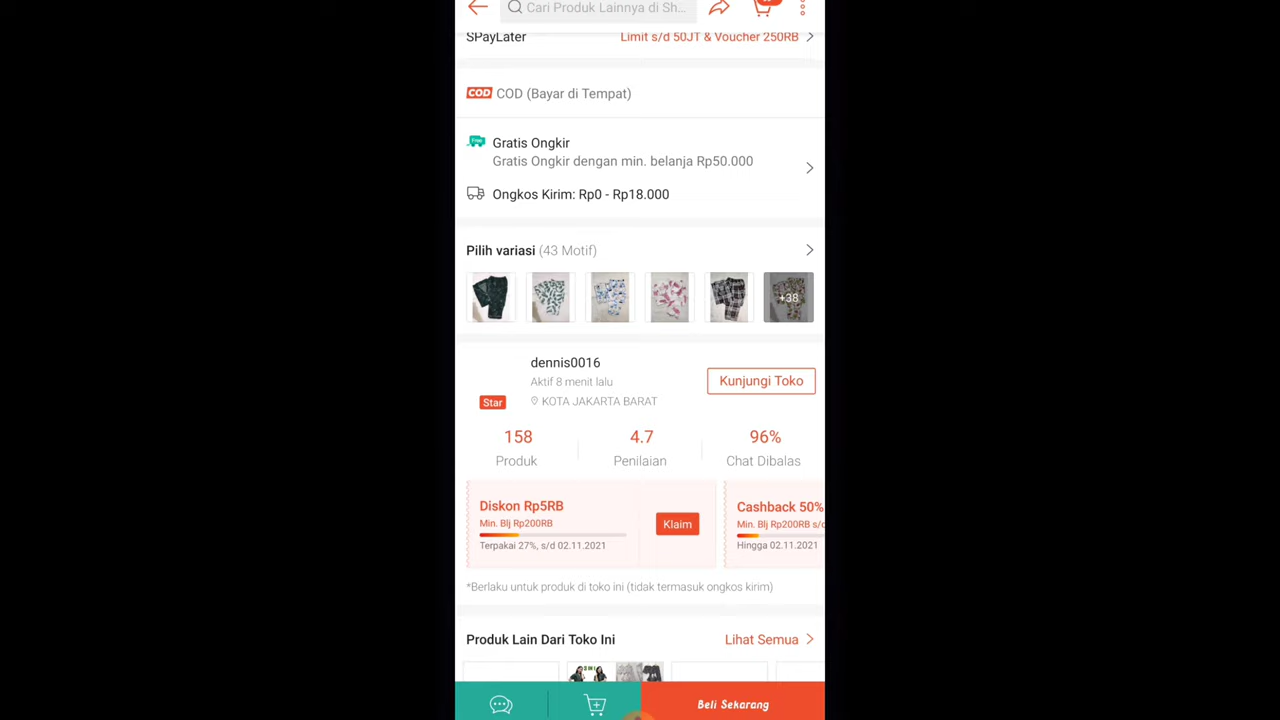 Cari Produk Lainnya di Sh...
SPayLater
Limit s/d 50JT & Voucher 250RB
COD COD (Bayar di Tempat)
Gratis Ongkir
Gratis Ongkir dengan min. belanja Rp50.000
Ongkos Kirim: Rp0 - Rp18.000
Pilih variasi (43 Motif)
+38
dennis0016
Aktif 8 menit lalu
Star
KOTA JAKARTA BARAT
Kunjungi Toko
158
4.7
96%
Produk
Penilaian
Chat Dibalas
Diskon Rp5RB
Min. Blj Rp200RB
Terpakai 27%, s/d 02.11.2021
Klaim
Cashback 50%
Min. Blj Rp200RB s/d
Hingga 02.11.2021
*Berlaku untuk produk di toko ini (tidak termasuk ongkos kirim)
Produk Lain Dari Toko Ini
Lihat Semua
Beli Sekarang